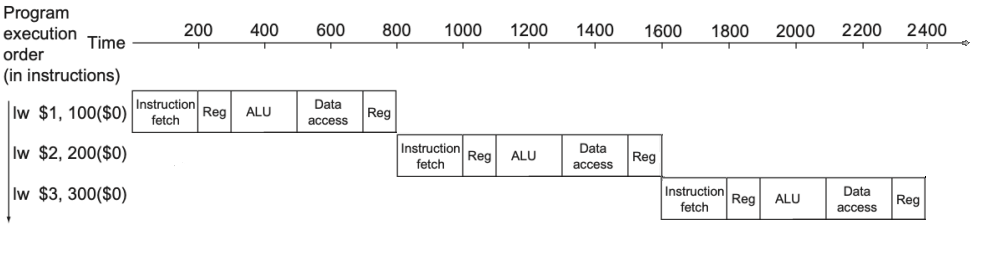 Program
execution
order
(in instructions)
Time
200 400 600 800 1000 1200 1400 1600 1800 2000 2200 2400
lw $1, 100($0)
Instruction
fetch
Reg
ALU
Data
access
Reg
lw $2, 200($0)
Instruction
fetch
Reg
ALU
Data
access
Reg
lw $3, 300($0)
Instruction
fetch
Reg
ALU
Data
access
Reg